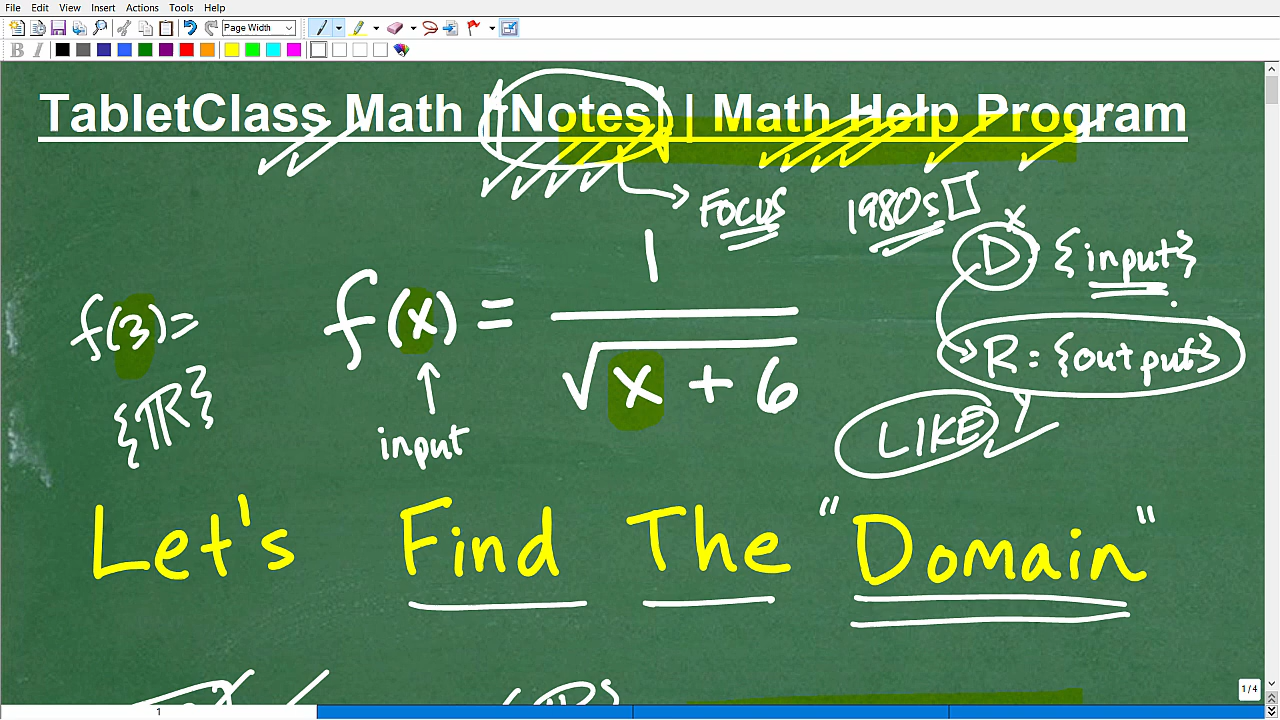 File Edit View Insert Actions Tools Help
Page Width
B I
TabletClass Math | [Notes] | Math Help Program
FOCUS 1980s
D {input}
x
f(3)=
f(x) = 1
√x + 6
R = {output}
y
{ℝ}
input
LIKE
Let's Find The "Domain"
1/4
1